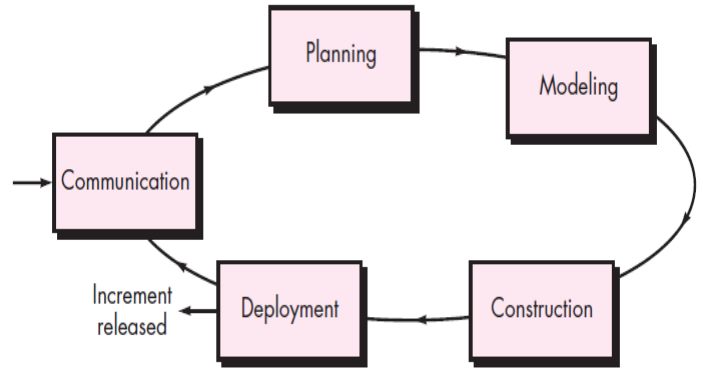 Planning
Modeling
Communication
Increment
released
Deployment
Construction